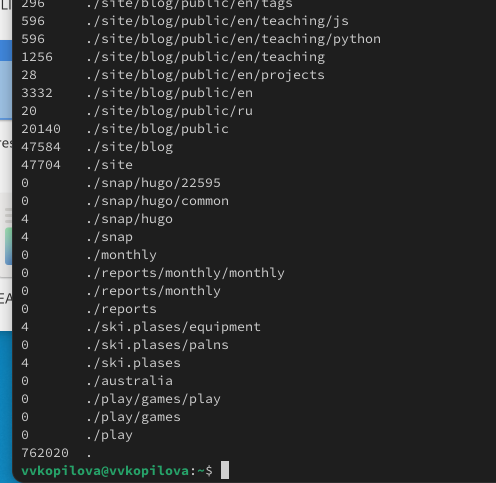 296     ./site/blog/public/en/tags
596     ./site/blog/public/en/teaching/js
596     ./site/blog/public/en/teaching/python
1256    ./site/blog/public/en/teaching
28      ./site/blog/public/en/projects
3332    ./site/blog/public/en
20      ./site/blog/public/ru
20140   ./site/blog/public
47584   ./site/blog
47704   ./site
0       ./snap/hugo/22595
0       ./snap/hugo/common
4       ./snap/hugo
4       ./snap
0       ./monthly
0       ./reports/monthly/monthly
0       ./reports/monthly
0       ./reports
4       ./ski.plases/equipment
0       ./ski.plases/palns
4       ./ski.plases
0       ./australia
0       ./play/games/play
0       ./play/games
0       ./play
762020  .
vvkopilova@vvkopilova:~$